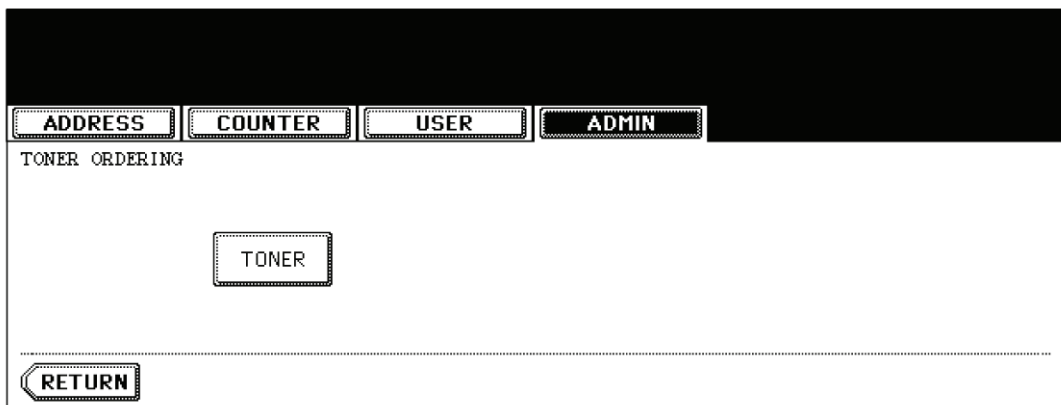 ADDRESS COUNTER USER ADMIN
TONER ORDERING
TONER
RETURN